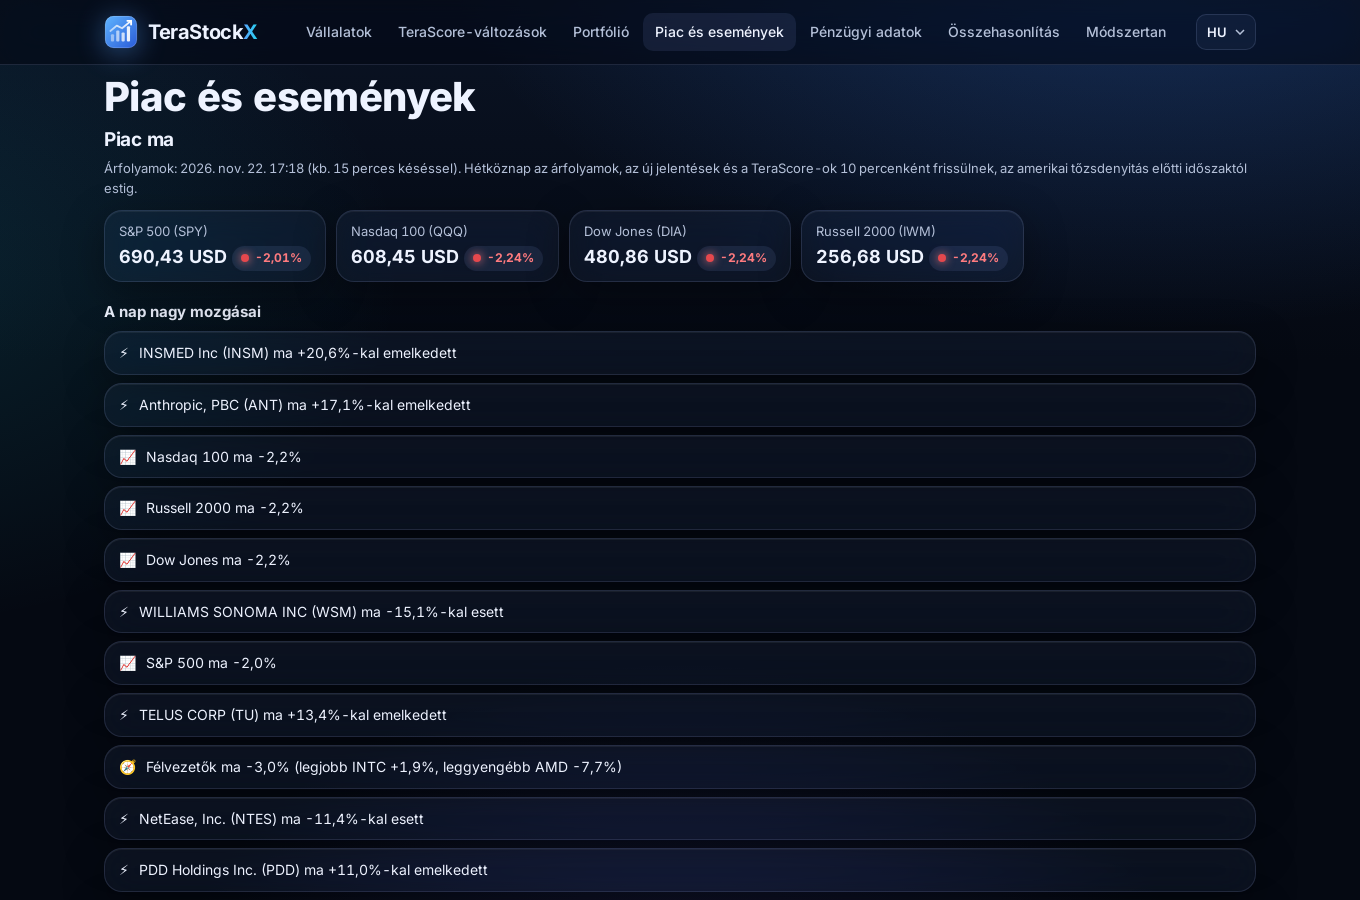 TeraStockX
Vállalatok
TeraScore-változások
Portfólió
Piac és események
Pénzügyi adatok
Összehasonlítás
Módszertan
HU
Piac és események
Piac ma
Árfolyamok: 2026. nov. 22. 17:18 (kb. 15 perces késéssel). Hétköznap az árfolyamok, az új jelentések és a TeraScore-ok 10 percenként frissülnek, az amerikai tőzsdenyitás előtti időszaktól
estig.
S&P 500 (SPY)
690,43 USD -2,01%
Nasdaq 100 (QQQ)
608,45 USD -2,24%
Dow Jones (DIA)
480,86 USD -2,24%
Russell 2000 (IWM)
256,68 USD -2,24%
A nap nagy mozgásai
⚡ INSMED Inc (INSM) ma +20,6%-kal emelkedett
⚡ Anthropic, PBC (ANT) ma +17,1%-kal emelkedett
📈 Nasdaq 100 ma -2,2%
📈 Russell 2000 ma -2,2%
📈 Dow Jones ma -2,2%
⚡ WILLIAMS SONOMA INC (WSM) ma -15,1%-kal esett
📈 S&P 500 ma -2,0%
⚡ TELUS CORP (TU) ma +13,4%-kal emelkedett
🧭 Félvezetők ma -3,0% (legjobb INTC +1,9%, leggyengébb AMD -7,7%)
⚡ NetEase, Inc. (NTES) ma -11,4%-kal esett
⚡ PDD Holdings Inc. (PDD) ma +11,0%-kal emelkedett